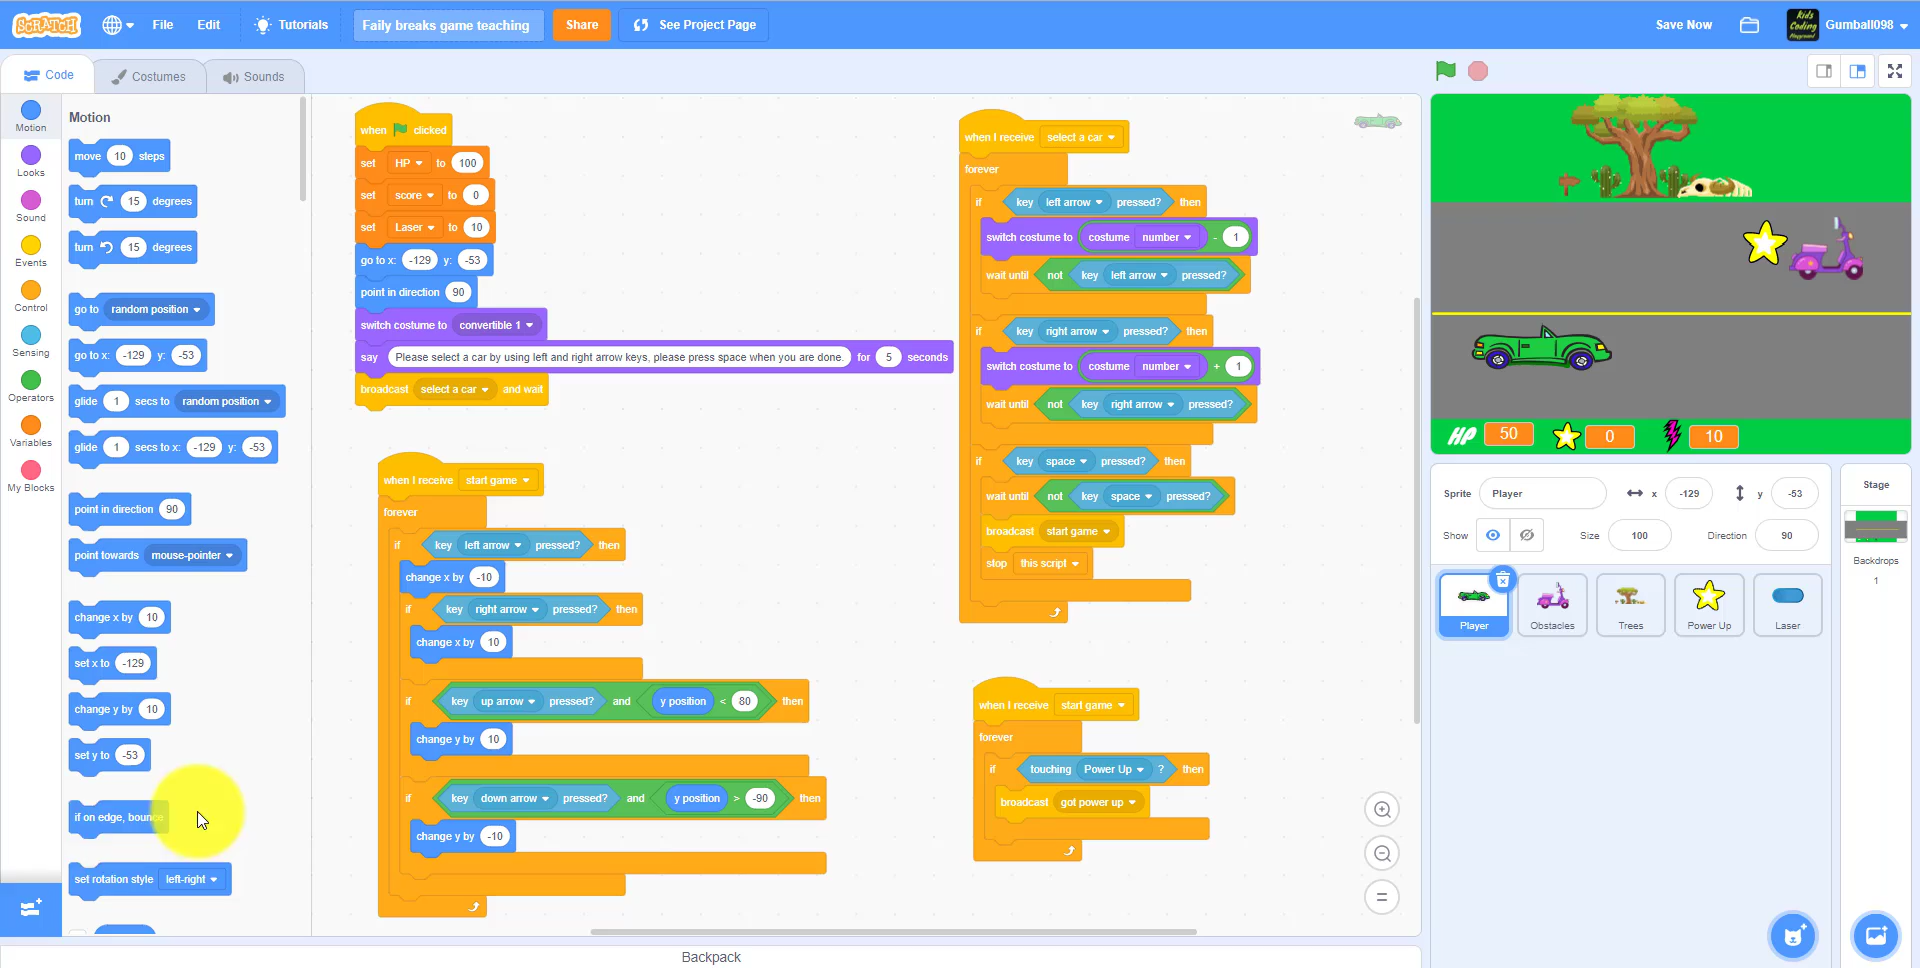 SCRATCH
File
Edit
Tutorials
Faily breaks game teaching
Share
See Project Page
Save Now
Kids Coding Playground
Gumball098
Code
Costumes
Sounds
Motion
Looks
Sound
Events
Control
Sensing
Operators
Variables
My Blocks
Motion
move 10 steps
turn 15 degrees
turn 15 degrees
go to random position
go to x: -129 y: -53
glide 1 secs to random position
glide 1 secs to x: -129 y: -53
point in direction 90
point towards mouse-pointer
change x by 10
set x to -129
change y by 10
set y to -53
if on edge, bounce
set rotation style left-right
when clicked
set HP to 100
set score to 0
set Laser to 10
go to x: -129 y: -53
point in direction 90
switch costume to convertible 1
say Please select a car by using left and right arrow keys, please press space when you are done. for 5 seconds
broadcast select a car and wait
when I receive start game
forever
if key left arrow pressed? then
change x by -10
if key right arrow pressed? then
change x by 10
if key up arrow pressed? and y position < 80 then
change y by 10
if key down arrow pressed? and y position > -90 then
change y by -10
when I receive select a car
forever
if key left arrow pressed? then
switch costume to costume number - 1
wait until not key left arrow pressed?
if key right arrow pressed? then
switch costume to costume number + 1
wait until not key right arrow pressed?
if key space pressed? then
wait until not key space pressed?
broadcast start game
stop this script
when I receive start game
forever
if touching Power Up ? then
broadcast got power up
HP 50 0 10
Sprite Player x -129 y -53
Show Size 100 Direction 90
Player
Obstacles
Trees
Power Up
Laser
Stage
Backdrops
1
Backpack